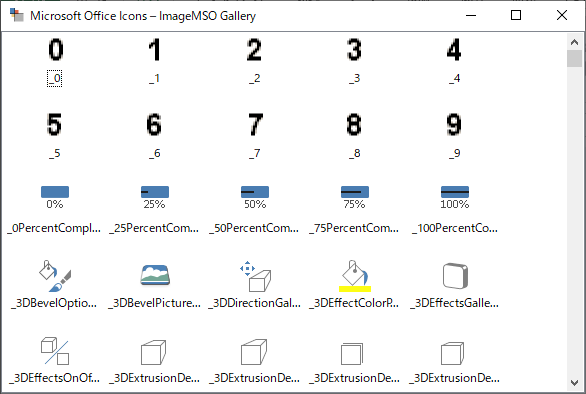 Microsoft Office Icons – ImageMSO Gallery
0 1 2 3 4
_0 _1 _2 _3 _4
5 6 7 8 9
_5 _6 _7 _8 _9
0% 25% 50% 75% 100%
_0PercentCompl... _25PercentCom... _50PercentCom... _75PercentCom... _100PercentCo...
_3DBevelOptio... _3DBevelPicture... _3DDirectionGal... _3DEffectColorP... _3DEffectsGalle...
_3DEffectsOnOf... _3DExtrusionDe... _3DExtrusionDe... _3DExtrusionDe... _3DExtrusionDe...